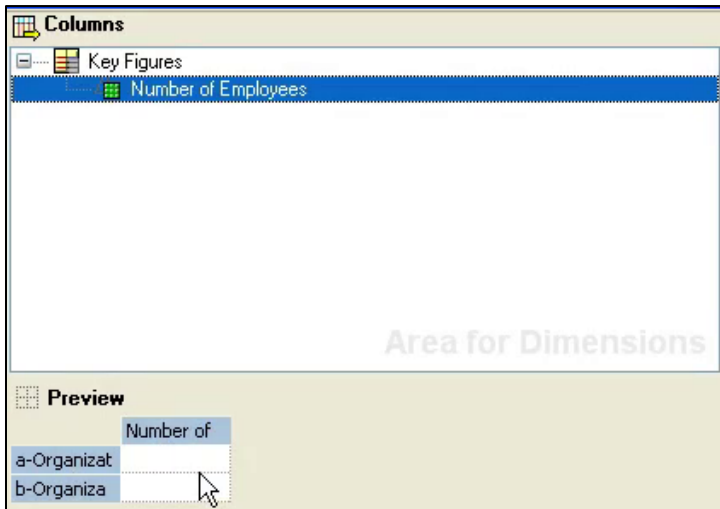 Columns
Key Figures
Number of Employees
Area for Dimensions
Preview
Number of
a-Organizat
b-Organiza